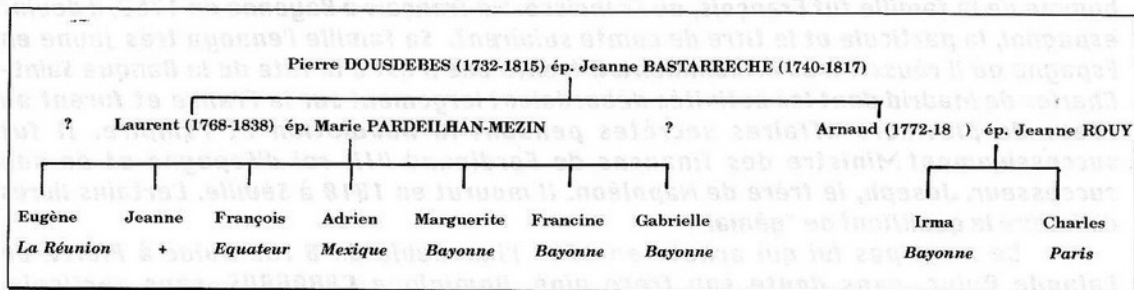 Pierre DOUSDEBES (1732-1815) ép. Jeanne BASTARRECHE (1740-1817)
? Laurent (1768-1838) ép. Marie PARDEILHAN-MEZIN ? Arnaud (1772-18 ) ép. Jeanne ROUY
Eugène Jeanne François Adrien Marguerite Francine Gabrielle Irma Charles
La Réunion + Equateur Mexique Bayonne Bayonne Bayonne Bayonne Paris